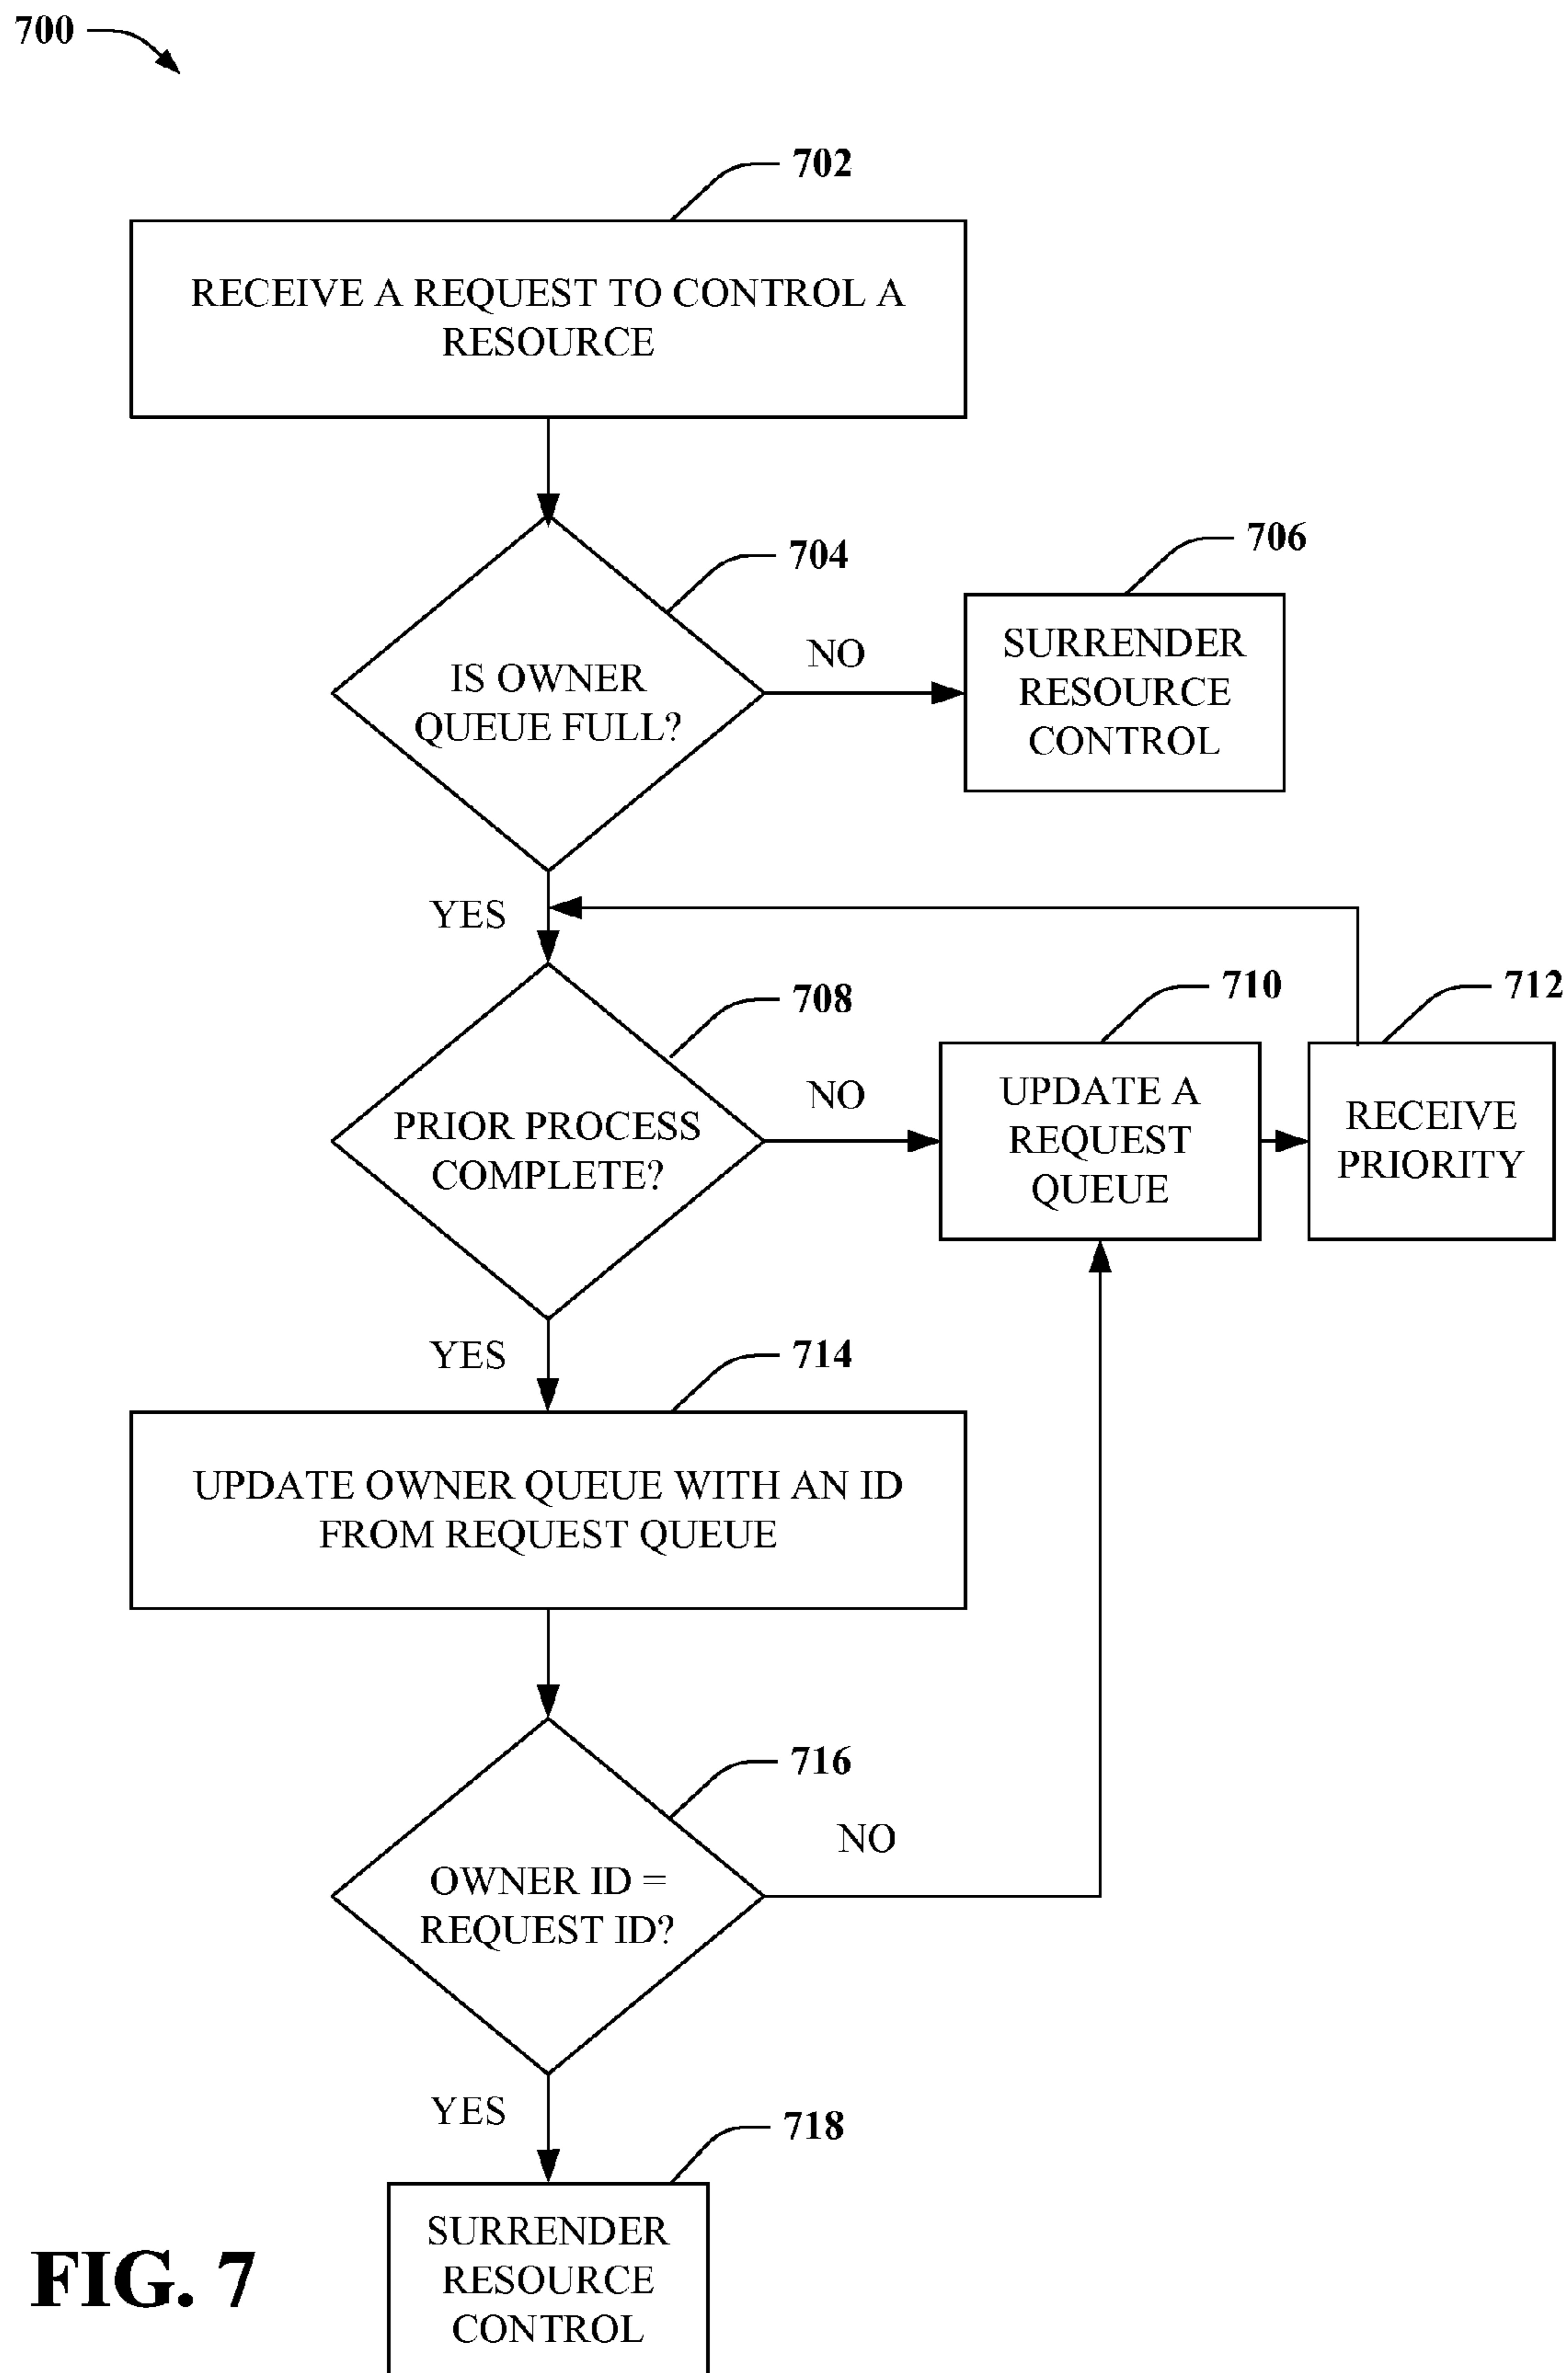 700
702
RECEIVE A REQUEST TO CONTROL A
RESOURCE
704
706
IS OWNER
QUEUE FULL?
NO
SURRENDER
RESOURCE
CONTROL
YES
708
710
712
PRIOR PROCESS
COMPLETE?
NO
UPDATE A
REQUEST
QUEUE
RECEIVE
PRIORITY
YES
714
UPDATE OWNER QUEUE WITH AN ID
FROM REQUEST QUEUE
716
NO
OWNER ID =
REQUEST ID?
YES
718
SURRENDER
RESOURCE
CONTROL
FIG. 7